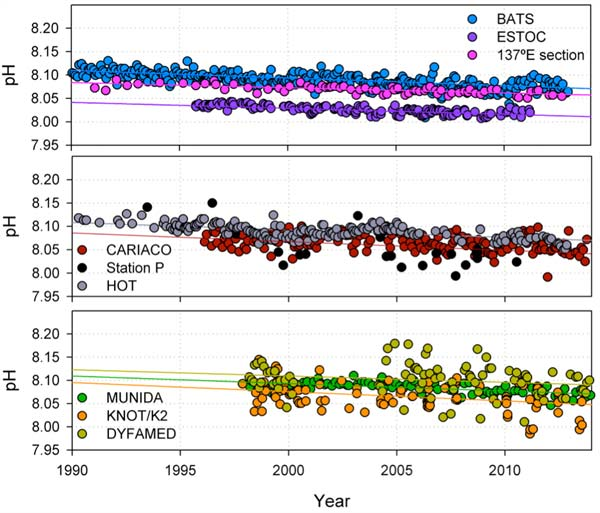 8.20
BATS
8.15
ESTOC
8.10
137ºE section
pH
8.05
8.00
7.95
8.20
8.15
8.10
pH
8.05
CARIACO
8.00
Station P
7.95
HOT
8.20
8.15
8.10
pH
8.05
MUNIDA
8.00
KNOT/K2
7.95
DYFAMED
1990 1995 2000 2005 2010
Year